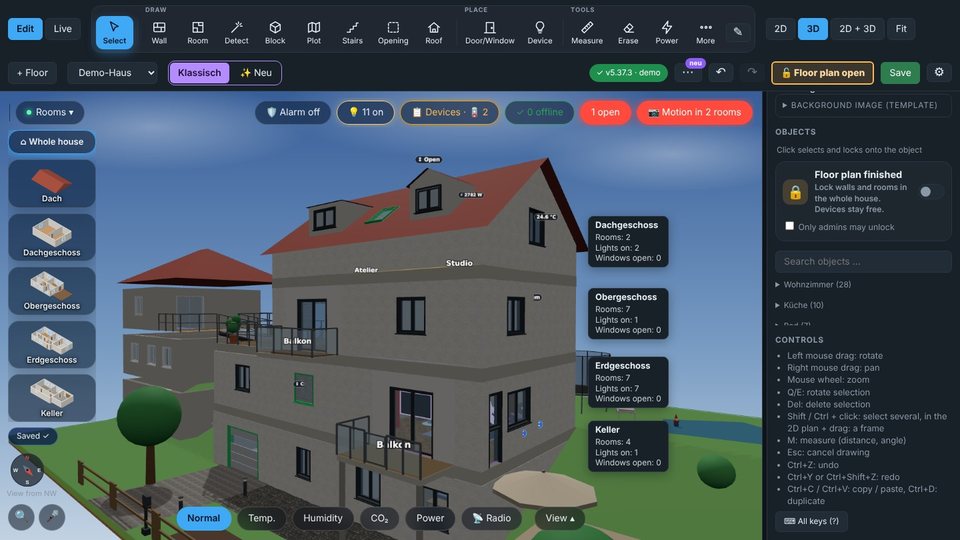 Edit
Live
DRAW
Select
Wall
Room
Detect
Block
Plot
Stairs
Opening
Roof
PLACE
Door/Window
Device
TOOLS
Measure
Erase
Power
More
2D
3D
2D + 3D
Fit
+ Floor
Demo-Haus
Klassisch
✨ Neu
✓ v5.37.3 · demo
neu
Floor plan open
Save
Rooms ▾
Alarm off
11 on
Devices · 2
✓ 0 offline
1 open
Motion in 2 rooms
⌂ Whole house
Dach
Dachgeschoss
Obergeschoss
Erdgeschoss
Keller
Saved ✓
N
W
E
S
View from NW
Open
2782 W
24.6 °C
Atelier
Studio
Balkon
Balkon
Dachgeschoss
Rooms: 2
Lights on: 2
Windows open: 0
Obergeschoss
Rooms: 7
Lights on: 1
Windows open: 0
Erdgeschoss
Rooms: 7
Lights on: 7
Windows open: 0
Keller
Rooms: 4
Lights on: 1
Windows open: 0
Normal
Temp.
Humidity
CO₂
Power
Radio
View ▴
▸ BACKGROUND IMAGE (TEMPLATE)
OBJECTS
Click selects and locks onto the object
Floor plan finished
Lock walls and rooms in
the whole house.
Devices stay free.
Only admins may unlock
Search objects ...
▸ Wohnzimmer (28)
▸ Küche (10)
CONTROLS
• Left mouse drag: rotate
• Right mouse drag: pan
• Mouse wheel: zoom
• Q/E: rotate selection
• Del: delete selection
• Shift / Ctrl + click: select several, in the
2D plan + drag: a frame
• M: measure (distance, angle)
• Esc: cancel drawing
• Ctrl+Z: undo
• Ctrl+Y or Ctrl+Shift+Z: redo
• Ctrl+C / Ctrl+V: copy / paste, Ctrl+D:
duplicate
All keys (?)